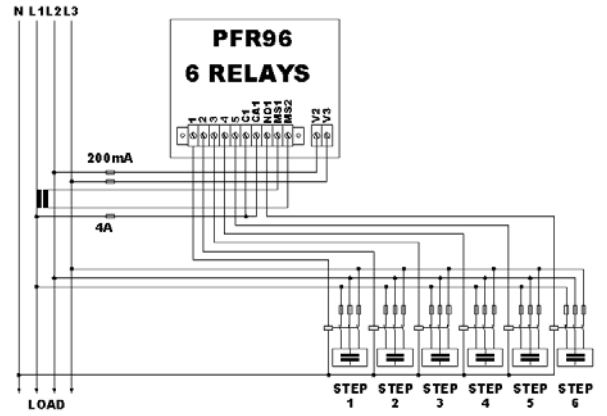 N L1 L2 L3
PFR96
6 RELAYS
1
2
3
4
5
C1
CA1
NO1
MS1
MS2
V2
V3
200mA
4A
LOAD
STEP STEP STEP STEP STEP STEP
1 2 3 4 5 6